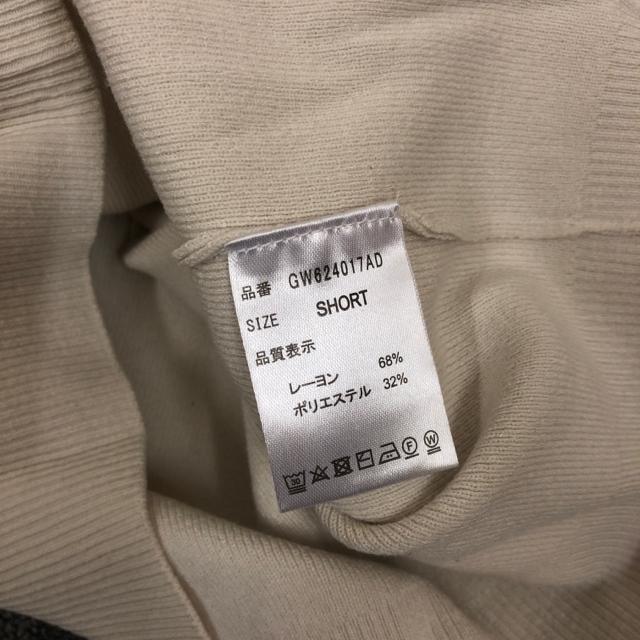 品番 GW624017AD
SIZE SHORT
品質表示
レーヨン 68%
ポリエステル 32%
30 F W